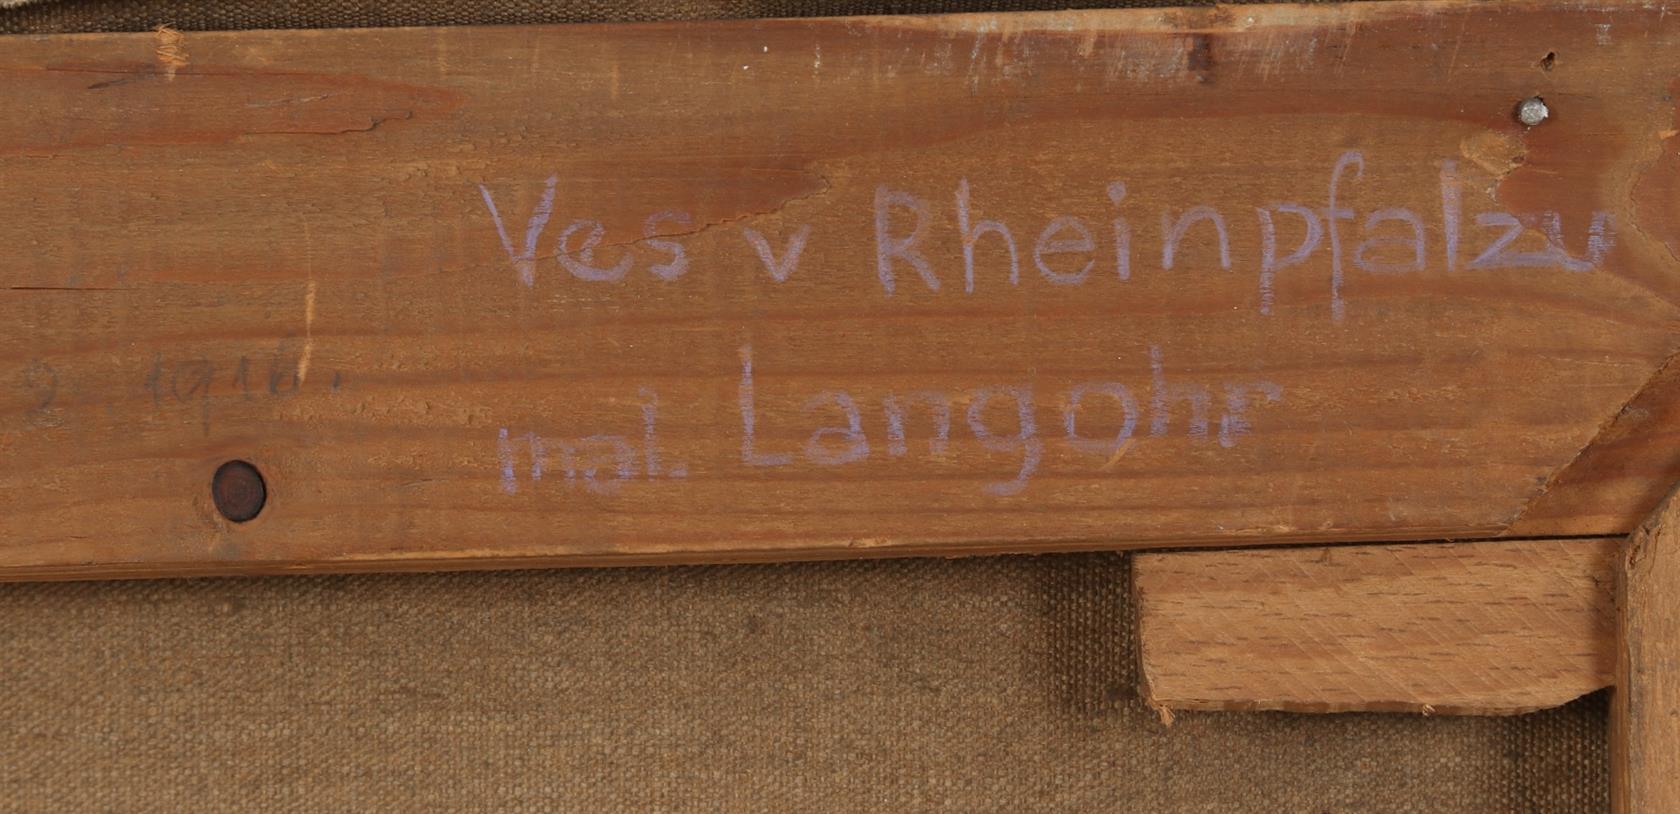 Ves v Rheinpfalzu
mal. Langohr